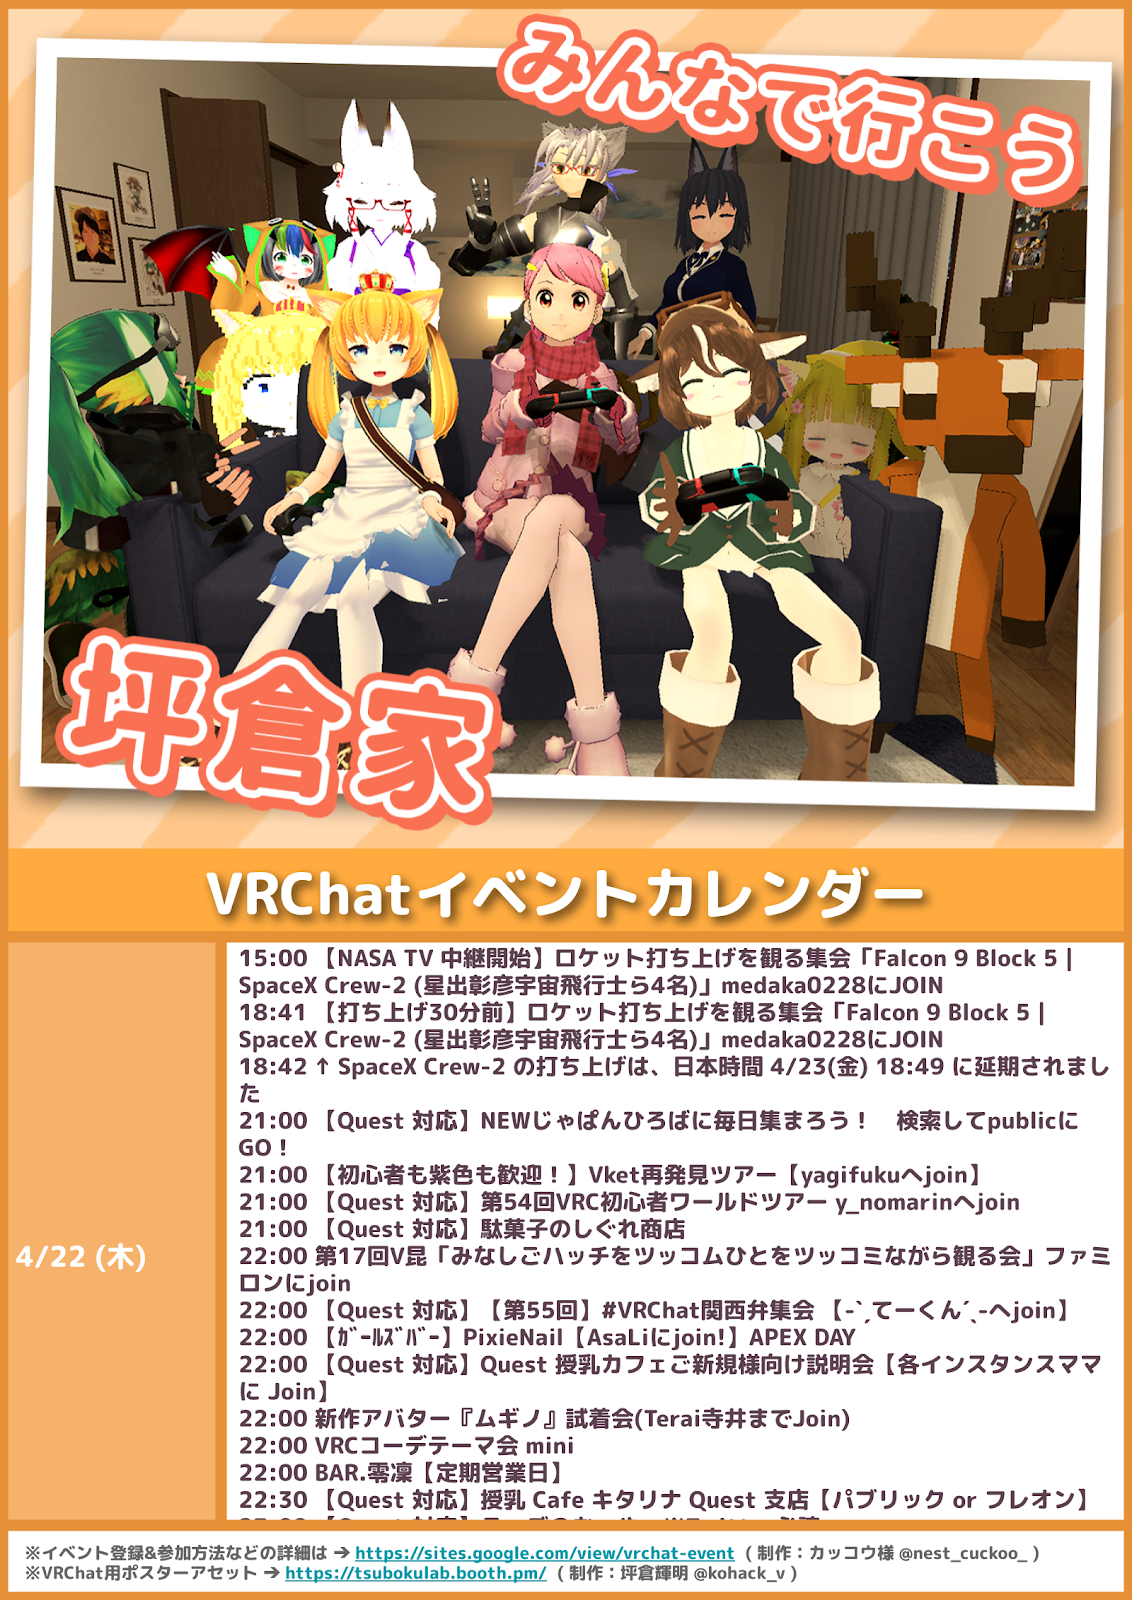 みんなで行こう
坪倉家
VRChatイベントカレンダー
4/22 (木)
15:00 【NASA TV 中継開始】ロケット打ち上げを観る集会「Falcon 9 Block 5 |
SpaceX Crew-2 (星出彰彦宇宙飛行士ら4名)」medaka0228にJOIN
18:41 【打ち上げ30分前】ロケット打ち上げを観る集会「Falcon 9 Block 5 |
SpaceX Crew-2 (星出彰彦宇宙飛行士ら4名)」medaka0228にJOIN
18:42 ↑ SpaceX Crew-2 の打ち上げは、日本時間 4/23(金) 18:49 に延期されまし
た
21:00 【Quest 対応】NEWじゃぱんひろばに毎日集まろう！　検索してpublicに
GO！
21:00 【初心者も紫色も歓迎！】Vket再発見ツアー【yagifukuへjoin】
21:00 【Quest 対応】第54回VRC初心者ワールドツアー y_nomarinへjoin
21:00 【Quest 対応】駄菓子のしぐれ商店
22:00 第17回V昆「みなしごハッチをツッコムひとをツッコミながら観る会」ファミ
ロンにjoin
22:00 【Quest 対応】【第55回】#VRChat関西弁集会 【-ˋˏてーくんˊˎ-へjoin】
22:00 【ｶﾞｰﾙｽﾞﾊﾞｰ】PixieNail【AsaLiにjoin!】APEX DAY
22:00 【Quest 対応】Quest 授乳カフェご新規様向け説明会【各インスタンスママ
に Join】
22:00 新作アバター『ムギノ』試着会(Terai寺井までJoin)
22:00 VRCコーデテーマ会 mini
22:00 BAR.零凜【定期営業日】
22:30 【Quest 対応】授乳 Cafe キタリナ Quest 支店【パブリック or フレオン】
※イベント登録&参加方法などの詳細は → https://sites.google.com/view/vrchat-event （ 制作：カッコウ様 @nest_cuckoo_ ）
※VRChat用ポスターアセット → https://tsubokulab.booth.pm/ （ 制作：坪倉輝明 @kohack_v ）